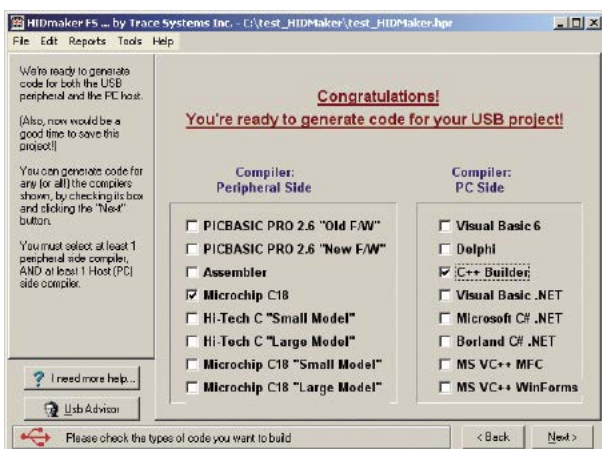 HIDmaker FS ... by Trace Systems Inc. - C:\test_HIDMaker\test_HIDMaker.hpr
File Edit Reports Tools Help
We're ready to generate
code for both the USB
peripheral and the PC host.
(Also, now would be a
good time to save this
project!)
You can generate code for
any (or all!) the compilers
shown, by checking its box
and clicking the "Next"
button.
You must select at least 1
peripheral side compiler,
AND at least 1 Host (PC)
side compiler.
I need more help...
Usb Advisor
Congratulations!
You're ready to generate code for your USB project!
Compiler:
Peripheral Side
PICBASIC PRO 2.6 "Old F/W"
PICBASIC PRO 2.6 "New F/W"
Assembler
Microchip C18
Hi-Tech C "Small Model"
Hi-Tech C "Large Model"
Microchip C18 "Small Model"
Microchip C18 "Large Model"
Compiler:
PC Side
Visual Basic 6
Delphi
C++ Builder
Visual Basic .NET
Microsoft C# .NET
Borland C# .NET
MS VC++ MFC
MS VC++ WinForms
Please check the types of code you want to build
< Back
Next >